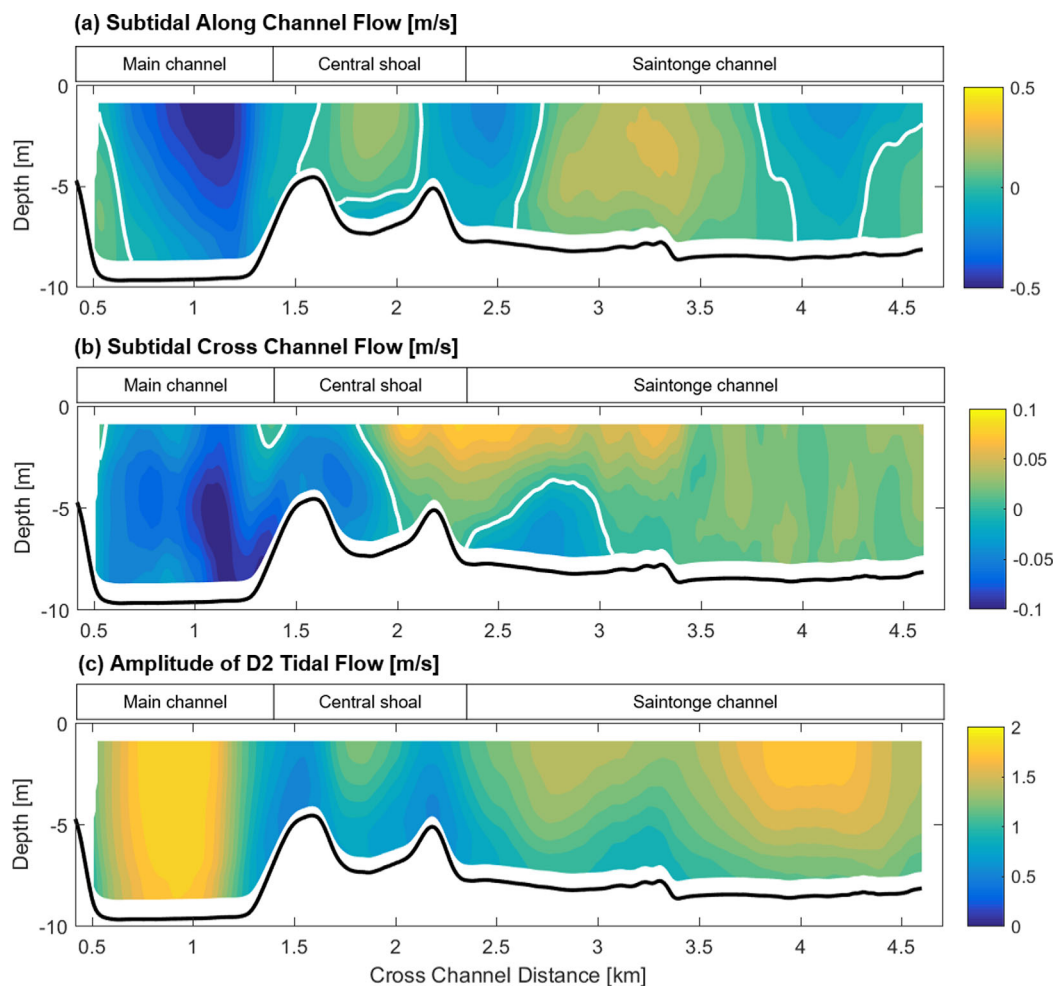 (a) Subtidal Along Channel Flow [m/s]
Main channel Central shoal Saintonge channel
0
-5
-10
Depth [m]
0.5 1 1.5 2 2.5 3 3.5 4 4.5
0.5
0
-0.5
(b) Subtidal Cross Channel Flow [m/s]
Main channel Central shoal Saintonge channel
0
-5
-10
Depth [m]
0.5 1 1.5 2 2.5 3 3.5 4 4.5
0.1
0.05
0
-0.05
-0.1
(c) Amplitude of D2 Tidal Flow [m/s]
Main channel Central shoal Saintonge channel
0
-5
-10
Depth [m]
0.5 1 1.5 2 2.5 3 3.5 4 4.5
Cross Channel Distance [km]
2
1.5
1
0.5
0